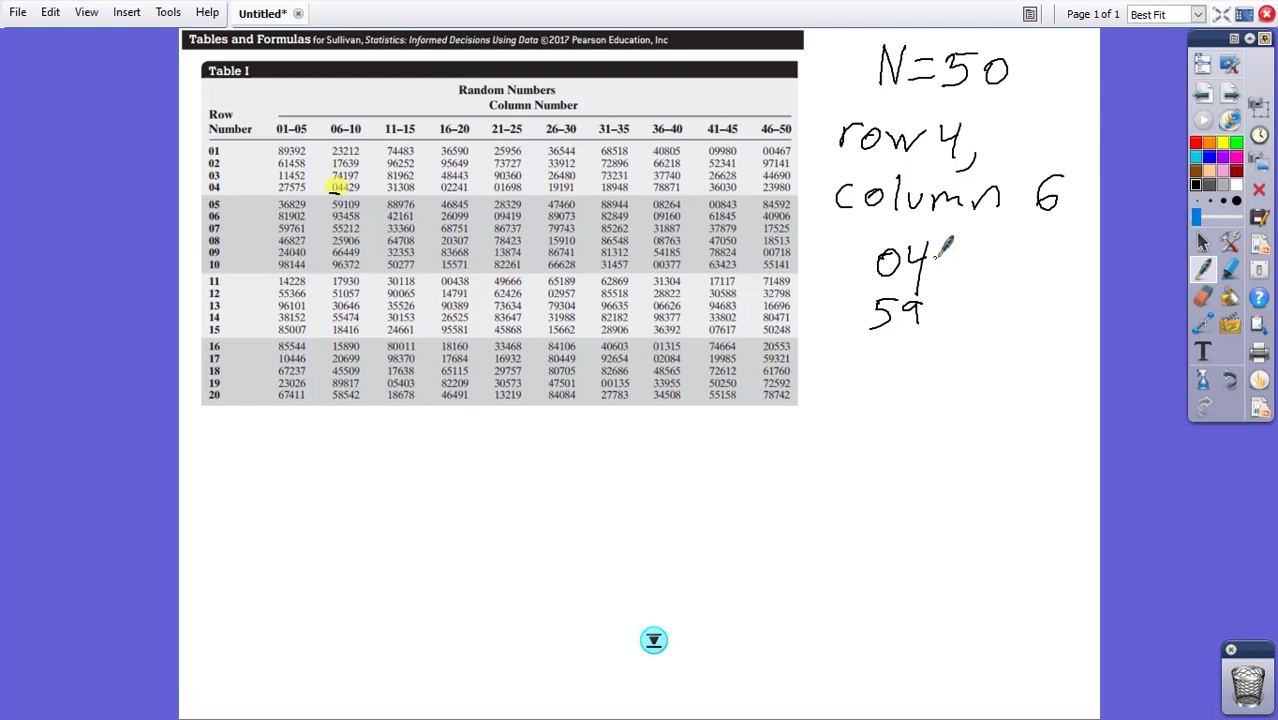 File Edit View Insert Tools Help Untitled* Page 1 of 1 Best Fit
Tables and Formulas for Sullivan, Statistics: Informed Decisions Using Data ©2017 Pearson Education, Inc
Table I
Random Numbers
Column Number
Row
Number 01–05 06–10 11–15 16–20 21–25 26–30 31–35 36–40 41–45 46–50
01 89392 23212 74483 36590 25956 36544 68518 40805 09980 00467
02 61458 17639 96252 95649 73727 33912 72896 66218 52341 97141
03 11452 74197 81962 48443 90360 26480 73231 37740 26628 44690
04 27575 04429 31308 02241 01698 19191 18948 78871 36030 23980
05 36829 59109 88976 46845 28329 47460 88944 08264 00843 84592
06 81902 93458 42161 26099 09419 89073 82849 09160 61845 40906
07 59761 55212 33360 68751 86737 79743 85262 31887 37879 17525
08 46827 25906 64708 20307 78423 15910 86548 08763 47050 18513
09 24040 66449 32353 83668 13874 86741 81312 54185 78824 00718
10 98144 96372 50277 15571 82261 66628 31457 00377 63423 55141
11 14228 17930 30118 00438 49666 65189 62869 31304 17117 71489
12 55366 51057 90065 14791 62426 02957 85518 28822 30588 32798
13 96101 30646 35526 90389 73634 79304 96635 06626 94683 16696
14 38152 55474 30153 26525 83647 31988 82182 98377 33802 80471
15 85007 18416 24661 95581 45868 15662 28906 36392 07617 50248
16 85544 15890 80011 18160 33468 84106 40603 01315 74664 20553
17 10446 20699 98370 17684 16932 80449 92654 02084 19985 59321
18 67237 45509 17638 65115 29757 80705 82686 48565 72612 61760
19 23026 89817 05403 82209 30573 47501 00135 33955 50250 72592
20 67411 58542 18678 46491 13219 84084 27783 34508 55158 78742
N=50
row 4,
column 6
04
59